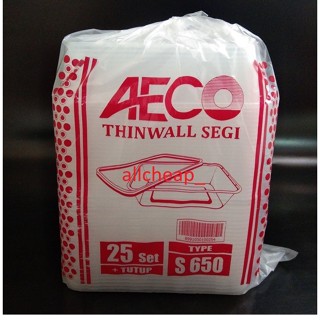 AECO
THINWALL SEGI
allcheap
25 Set
+ TUTUP
TYPE
S 650